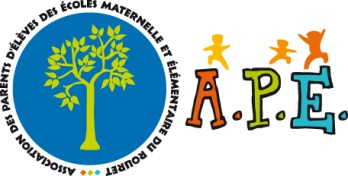 ASSOCIATION DES PARENTS D'ÉLÈVES DES ÉCOLES MATERNELLE ET ÉLÉMENTAIRE DU ROURET
A.P.E.